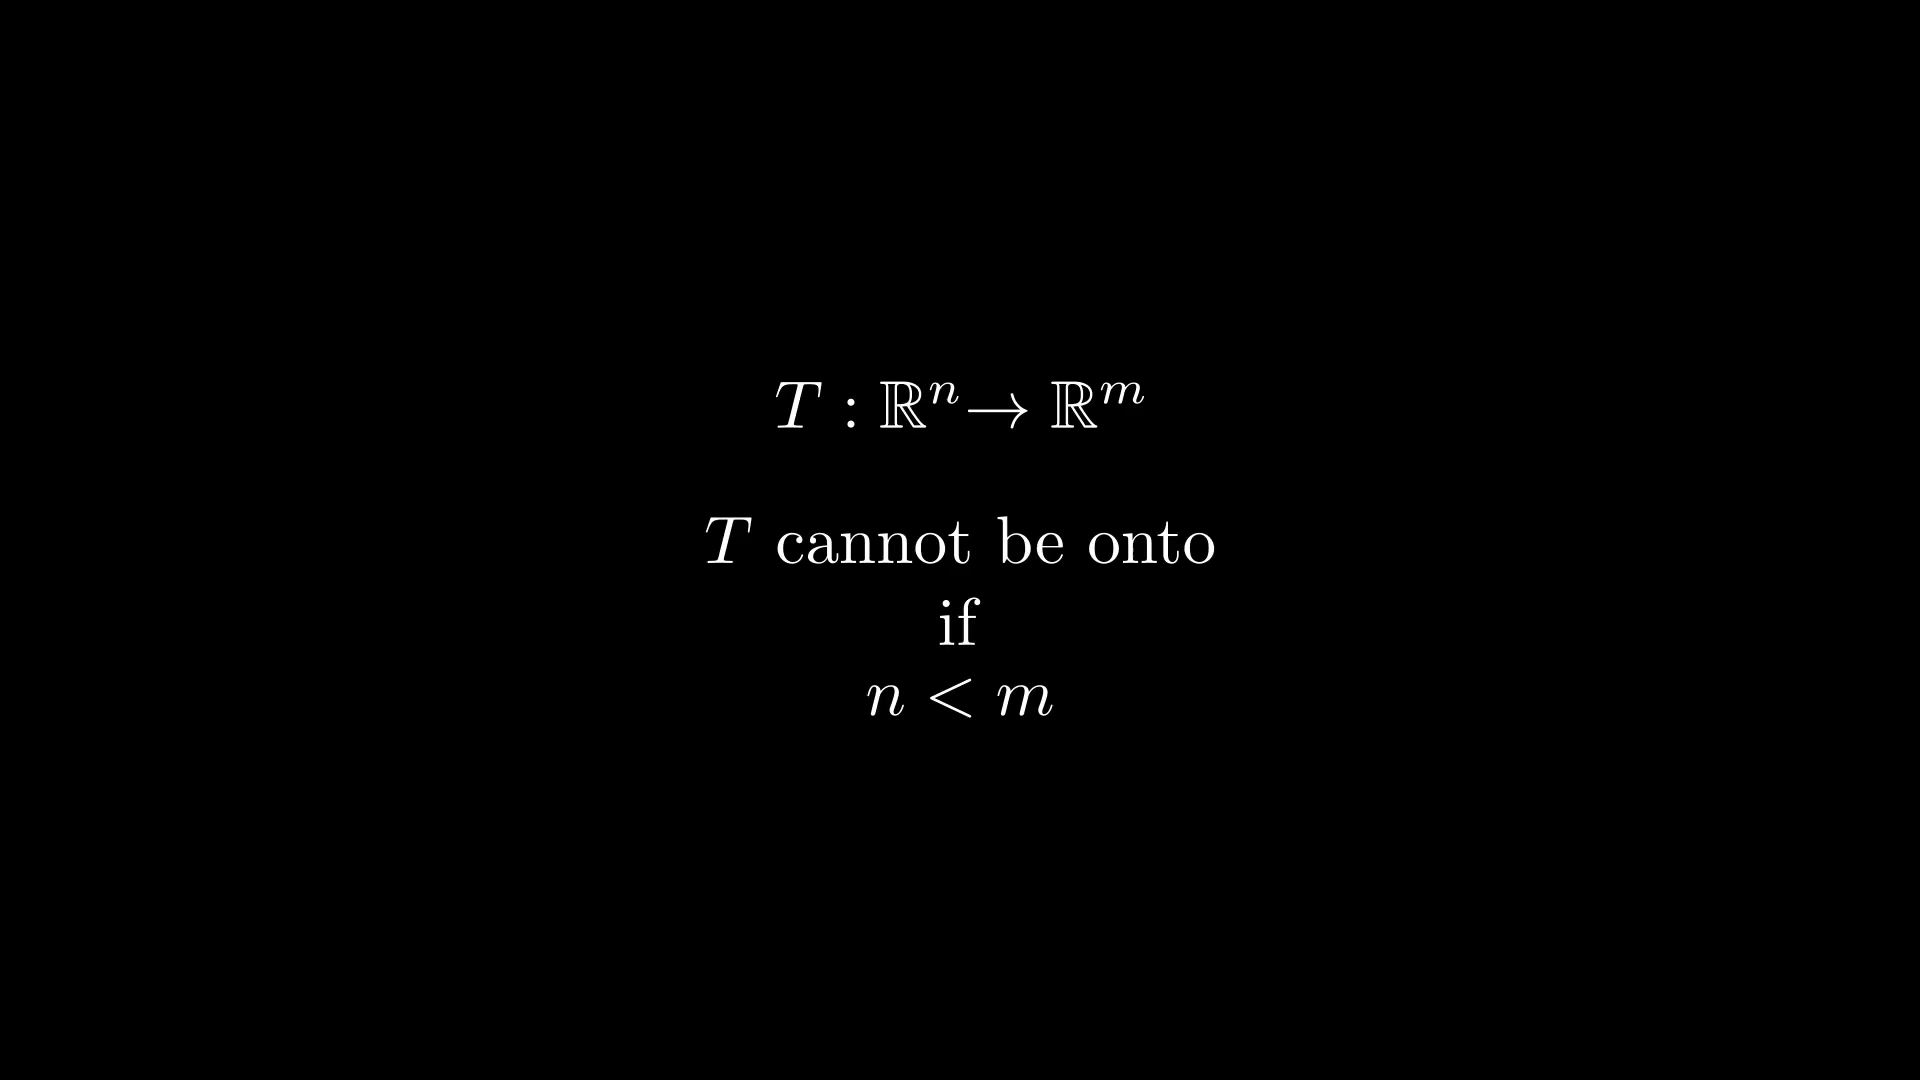 T : ℝⁿ → ℝᵐ
T cannot be onto
if
n < m